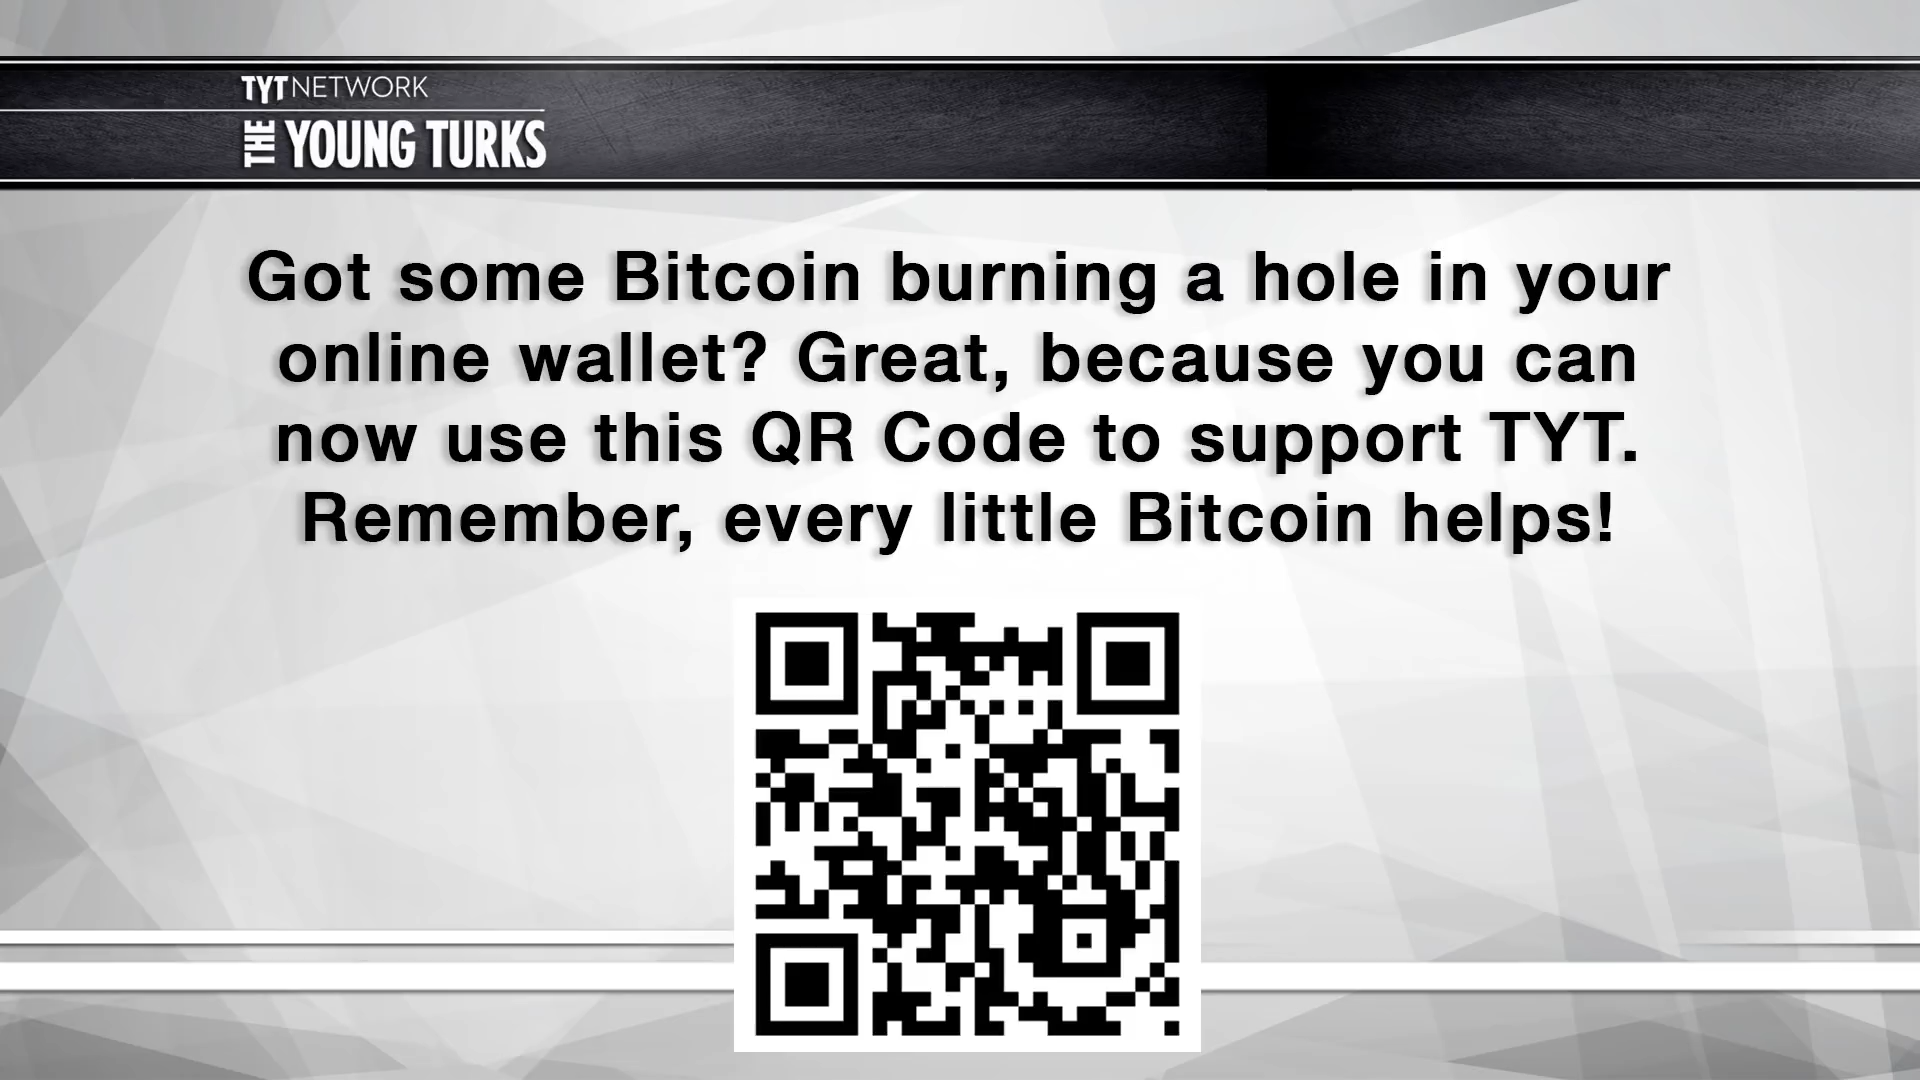 TYT NETWORK
THE YOUNG TURKS
Got some Bitcoin burning a hole in your
online wallet? Great, because you can
now use this QR Code to support TYT.
Remember, every little Bitcoin helps!